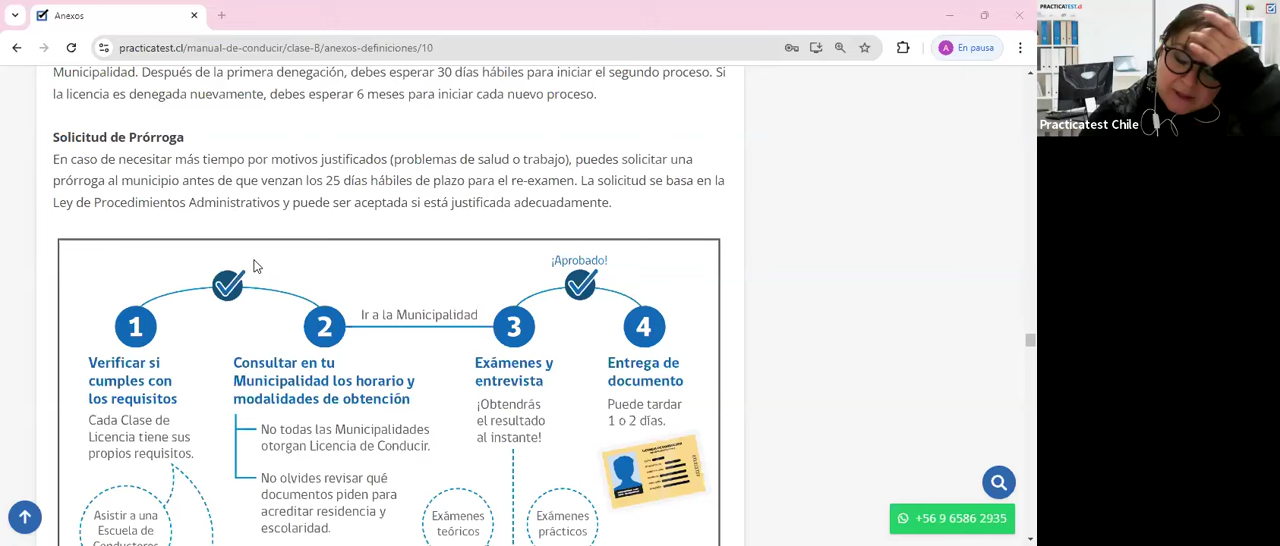 Anexos
practicatest.cl/manual-de-conducir/clase-B/anexos-definiciones/10
A
En pausa
PRACTICATEST.CL
Practicatest Chile
Municipalidad. Después de la primera denegación, debes esperar 30 días hábiles para iniciar el segundo proceso. Si
la licencia es denegada nuevamente, debes esperar 6 meses para iniciar cada nuevo proceso.
Solicitud de Prórroga
En caso de necesitar más tiempo por motivos justificados (problemas de salud o trabajo), puedes solicitar una
prórroga al municipio antes de que venzan los 25 días hábiles de plazo para el re-examen. La solicitud se basa en la
Ley de Procedimientos Administrativos y puede ser aceptada si está justificada adecuadamente.
¡Aprobado!
1
2
Ir a la Municipalidad
3
4
Verificar si
cumples con
los requisitos
Cada Clase de
Licencia tiene sus
propios requisitos.
Asistir a una
Escuela de
Conductores
Consultar en tu
Municipalidad los horario y
modalidades de obtención
No todas las Municipalidades
otorgan Licencia de Conducir.
No olvides revisar qué
documentos piden para
acreditar residencia y
escolaridad.
Exámenes y
entrevista
¡Obtendrás
el resultado
al instante!
Exámenes
teóricos
Exámenes
prácticos
Entrega de
documento
Puede tardar
1 o 2 días.
+56 9 6586 2935